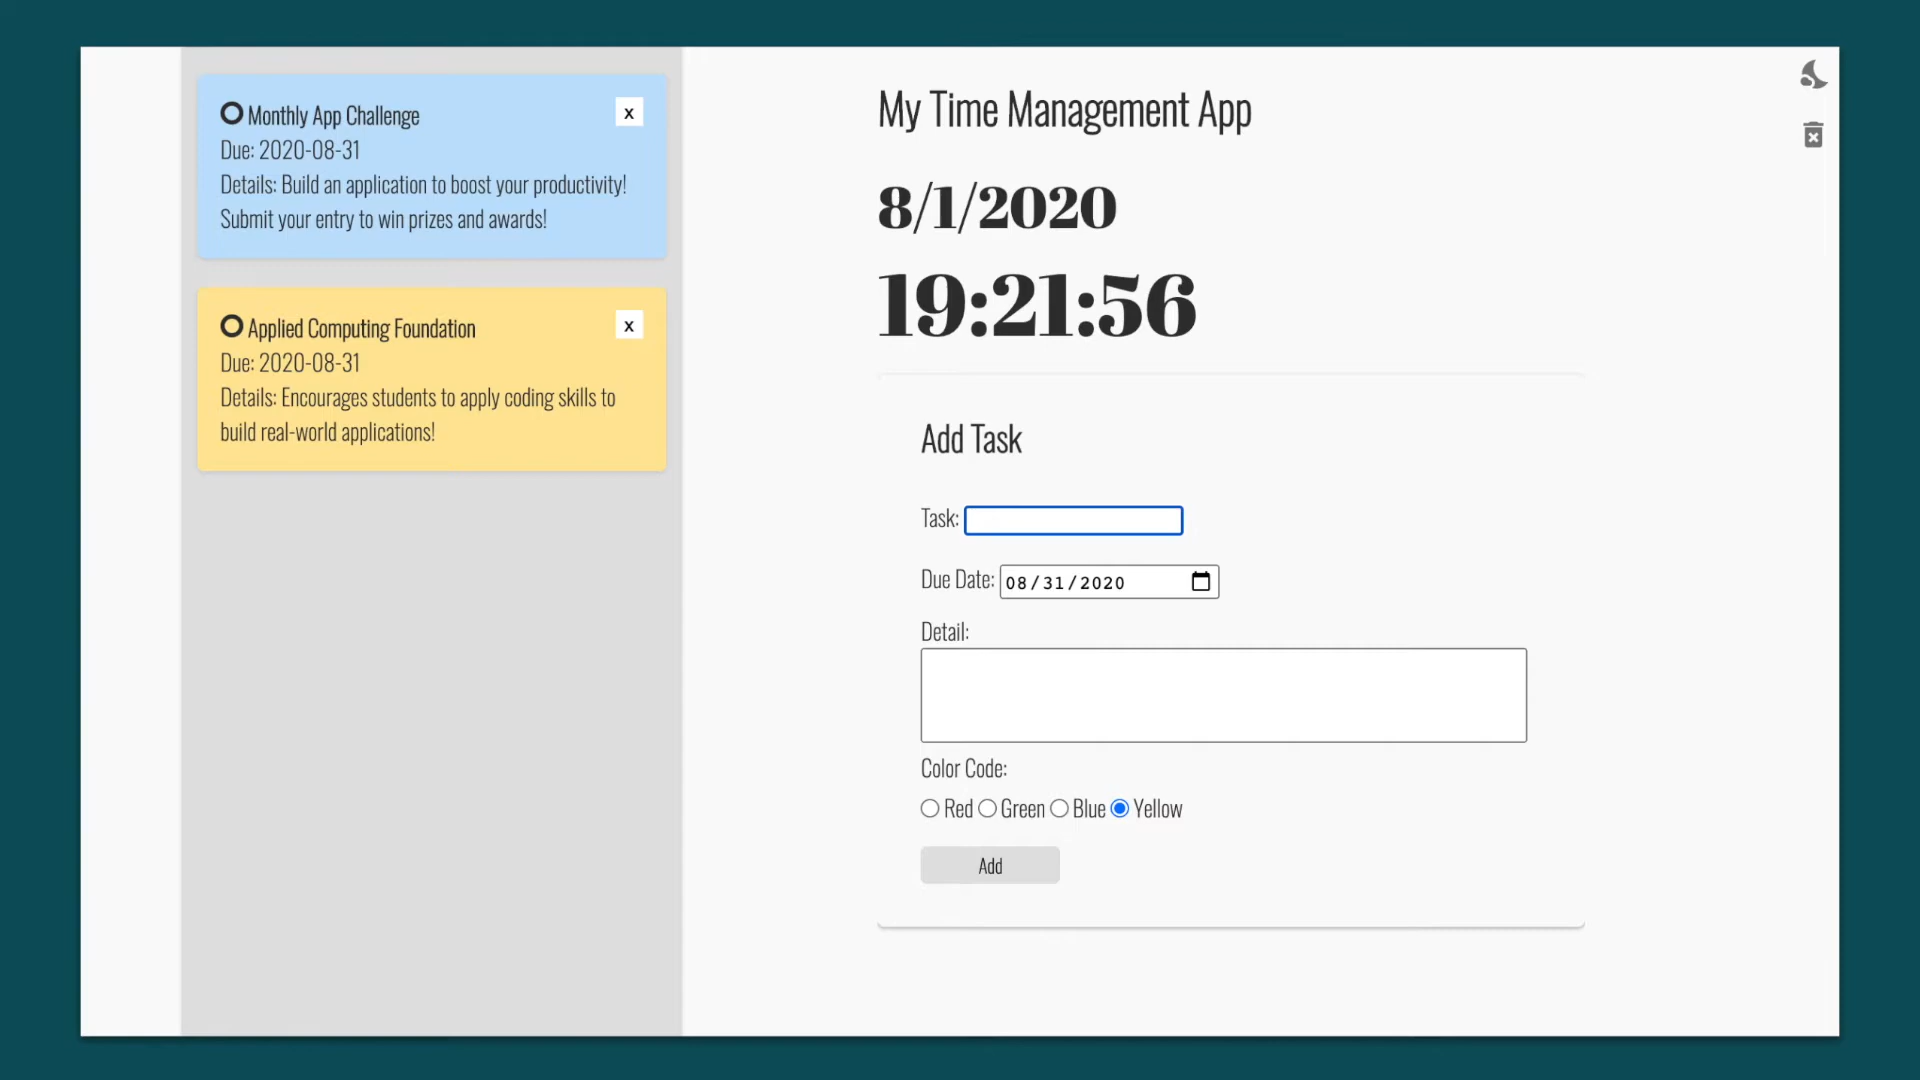 Monthly App Challenge
x
Due: 2020-08-31
Details: Build an application to boost your productivity!
Submit your entry to win prizes and awards!
Applied Computing Foundation
x
Due: 2020-08-31
Details: Encourages students to apply coding skills to
build real-world applications!
My Time Management App
8/1/2020
19:21:56
Add Task
Task:
Due Date: 08/31/2020
Detail:
Color Code:
Red Green Blue Yellow
Add